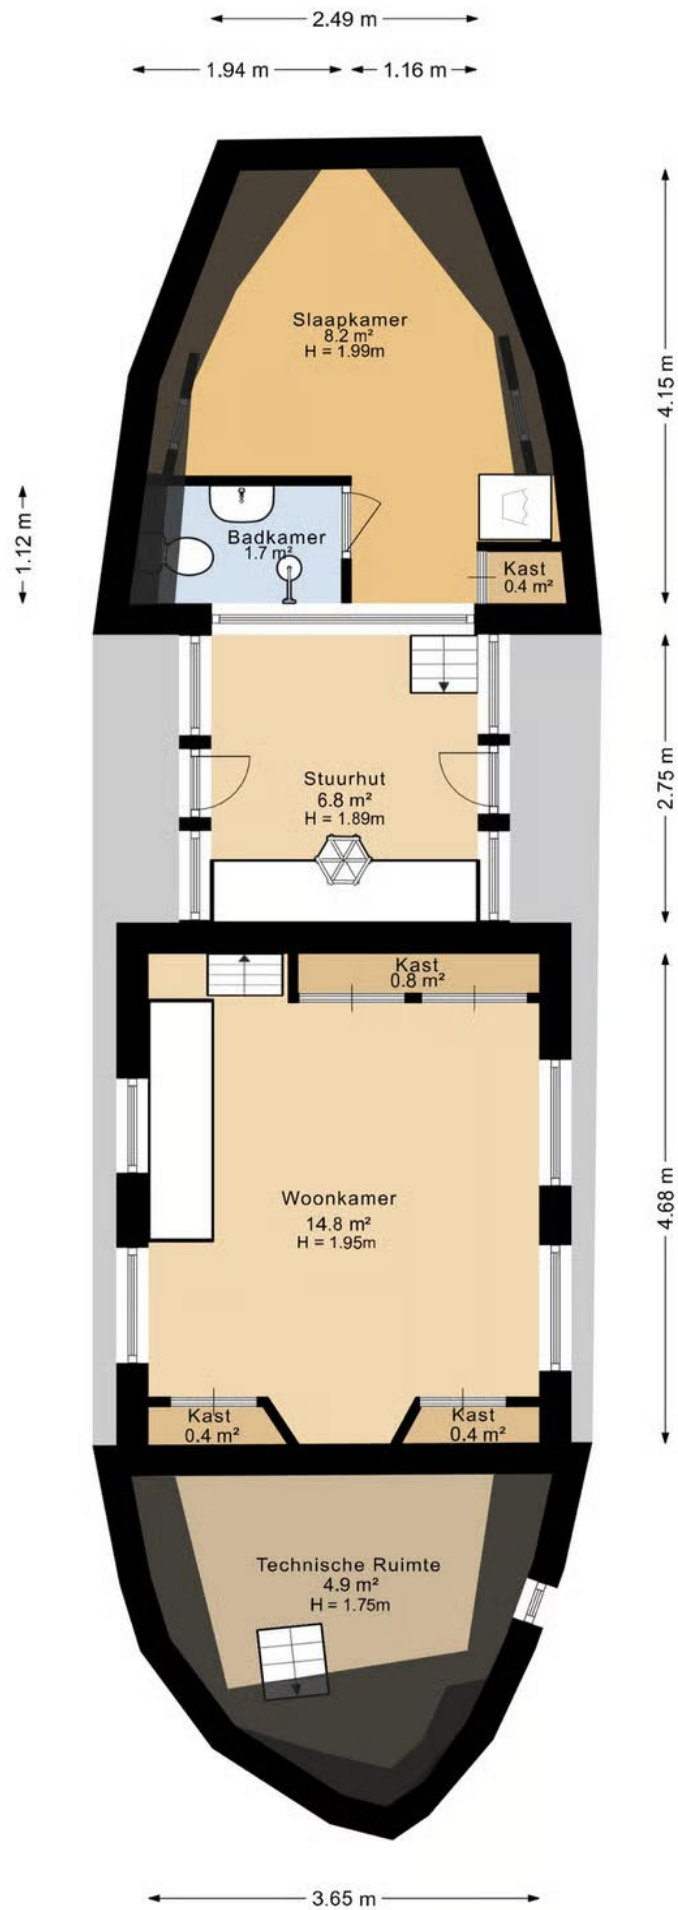 2.49 m
1.94 m
1.16 m
Slaapkamer
8.2 m²
H = 1.99m
4.15 m
1.12 m
Badkamer
1.7 m²
Kast
0.4 m²
Stuurhut
6.8 m²
H = 1.89m
2.75 m
Kast
0.8 m²
Woonkamer
14.8 m²
H = 1.95m
4.68 m
Kast
0.4 m²
Kast
0.4 m²
Technische Ruimte
4.9 m²
H = 1.75m
3.65 m